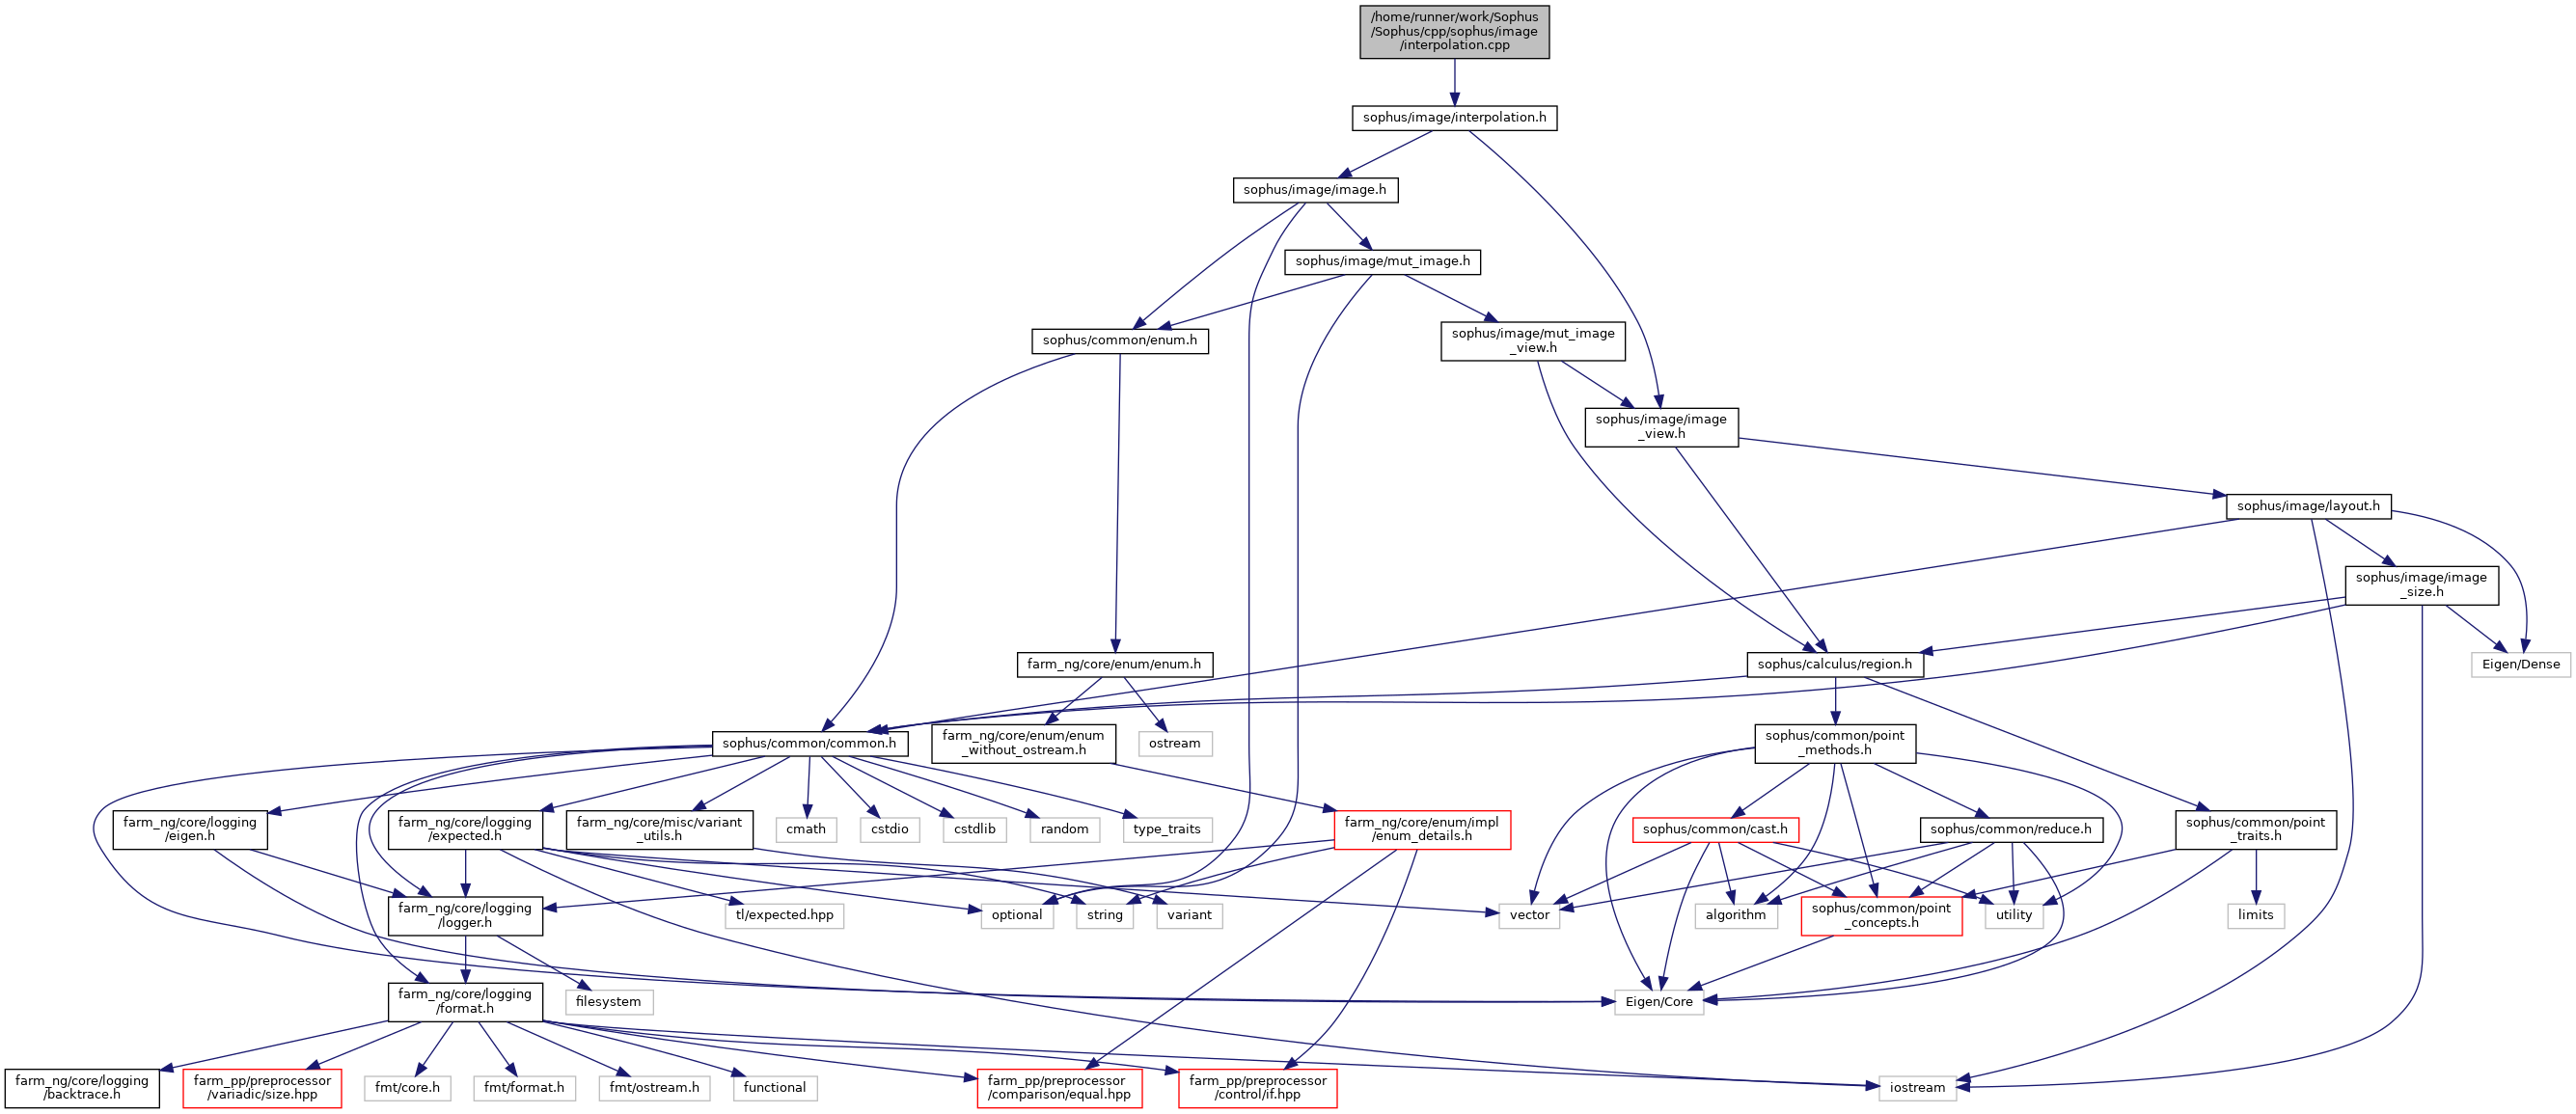 /home/runner/work/Sophus
/Sophus/cpp/sophus/image
/interpolation.cpp
sophus/image/interpolation.h
sophus/image/image.h
sophus/image/mut_image.h
sophus/common/enum.h
sophus/image/mut_image
_view.h
sophus/image/image
_view.h
sophus/image/layout.h
sophus/image/image
_size.h
farm_ng/core/enum/enum.h
sophus/calculus/region.h
Eigen/Dense
sophus/common/common.h
farm_ng/core/enum/enum
_without_ostream.h
ostream
sophus/common/point
_methods.h
farm_ng/core/logging
/eigen.h
farm_ng/core/logging
/expected.h
farm_ng/core/misc/variant
_utils.h
cmath
cstdio
cstdlib
random
type_traits
farm_ng/core/enum/impl
/enum_details.h
sophus/common/cast.h
sophus/common/reduce.h
sophus/common/point
_traits.h
farm_ng/core/logging
/logger.h
tl/expected.hpp
optional
string
variant
vector
algorithm
sophus/common/point
_concepts.h
utility
limits
farm_ng/core/logging
/format.h
filesystem
Eigen/Core
farm_ng/core/logging
/backtrace.h
farm_pp/preprocessor
/variadic/size.hpp
fmt/core.h
fmt/format.h
fmt/ostream.h
functional
farm_pp/preprocessor
/comparison/equal.hpp
farm_pp/preprocessor
/control/if.hpp
iostream